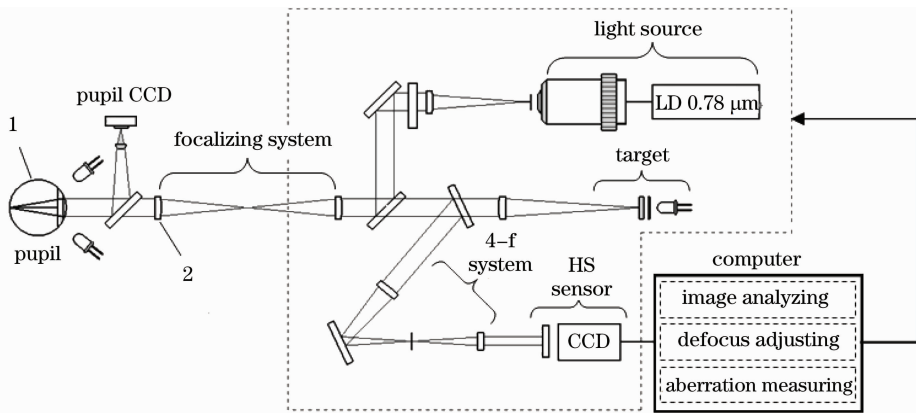 light source
LD 0.78 μm
pupil CCD
1
focalizing system
target
pupil
2
4-f
system
HS
sensor
CCD
computer
image analyzing
defocus adjusting
aberration measuring